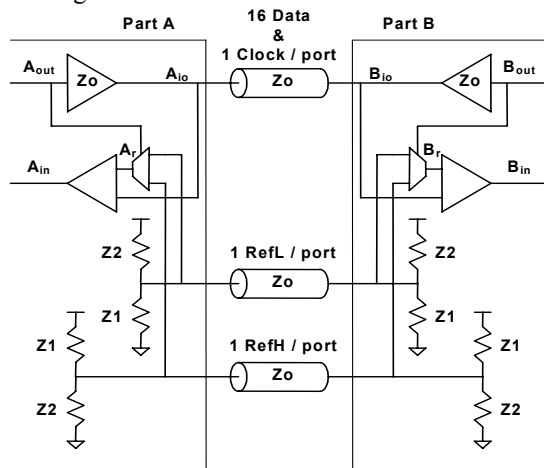 Part A
16 Data
&
1 Clock / port
Part B
Aout
Zo
Aio
Zo
Bio
Zo
Bout
Ain
Ar
Br
Bin
Z2
1 RefL / port
Zo
Z2
Z1
Z1
1 RefH / port
Zo
Z1
Z1
Z2
Z2